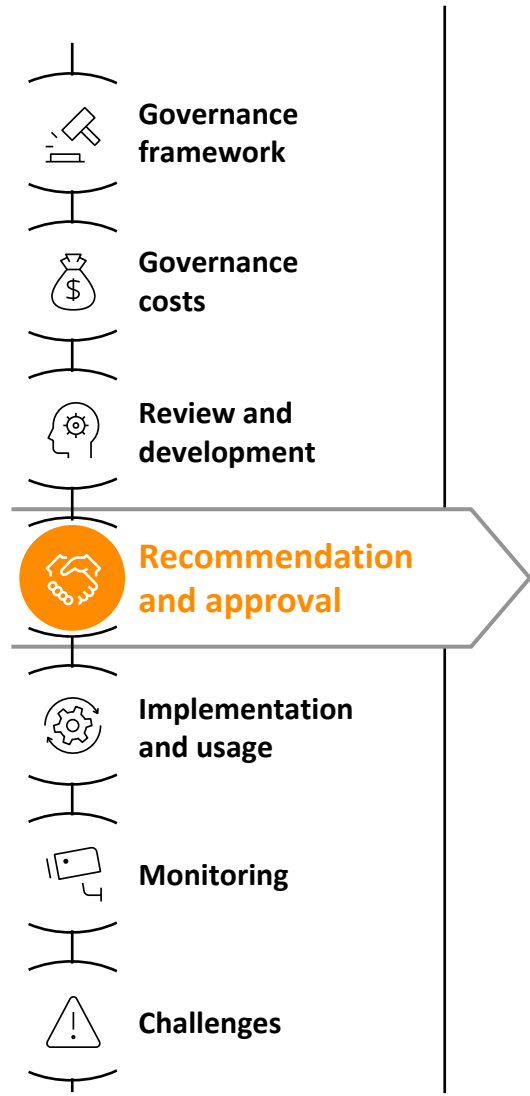 Governance
framework
$
Governance
costs
Review and
development
Recommendation
and approval
Implementation
and usage
Monitoring
Challenges